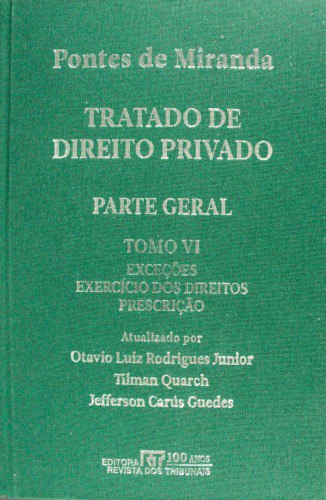 Pontes de Miranda
TRATADO DE
DIREITO PRIVADO
PARTE GERAL
TOMO VI
EXCEÇÕES
EXERCÍCIO DOS DIREITOS
PRESCRIÇÃO
Atualizado por
Otavio Luiz Rodrigues Junior
Tilman Quarch
Jefferson Carús Guedes
EDITORA RT 100 ANOS
REVISTA DOS TRIBUNAIS